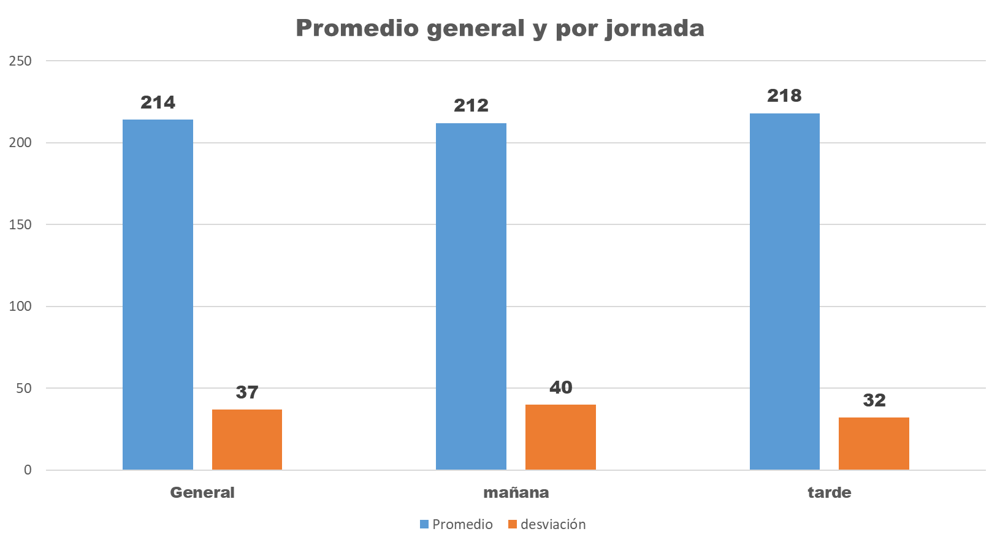 Promedio general y por jornada
250
200
150
100
50
0
214
37
212
40
218
32
General
mañana
tarde
Promedio desviación